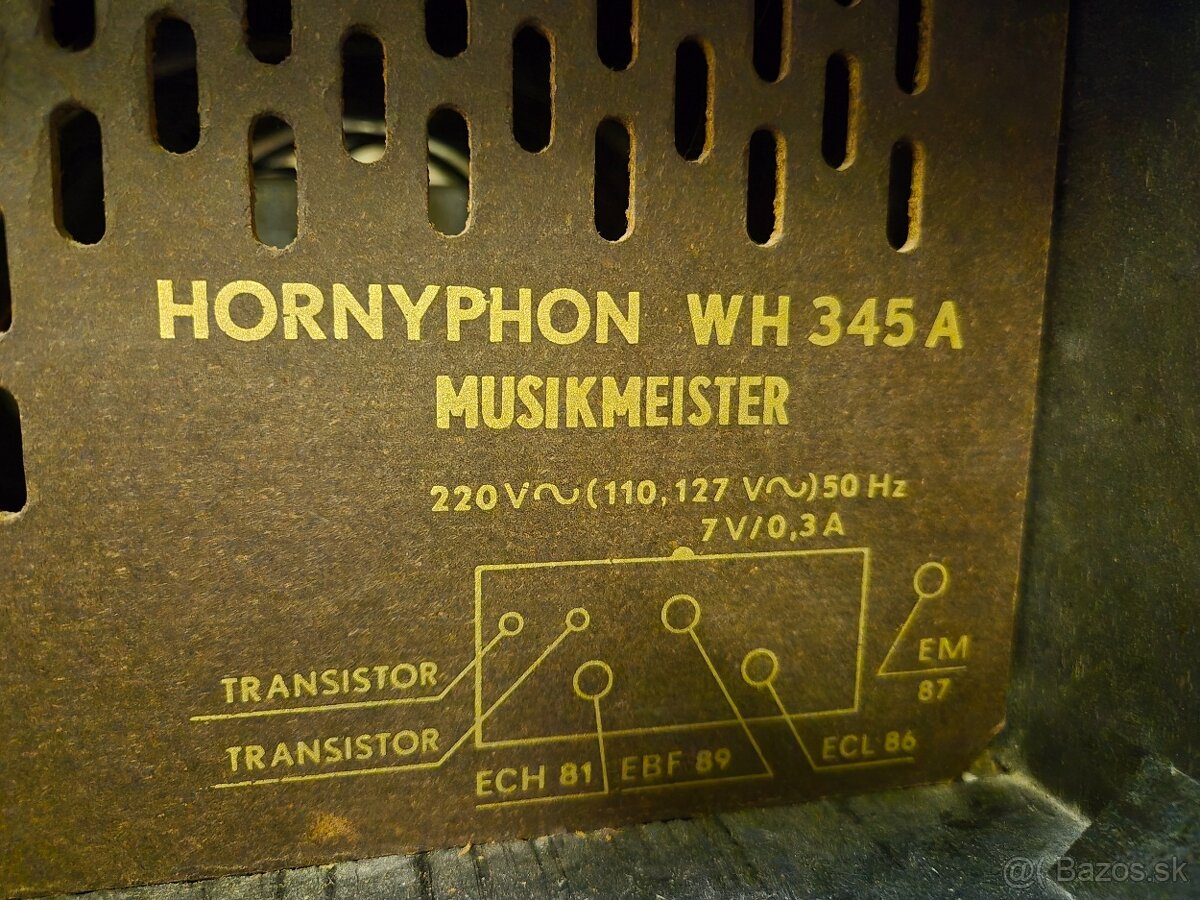 HORNYPHON WH 345 A
MUSIKMEISTER
220 V~(110,127 V~)50 Hz
7 V/0,3 A
TRANSISTOR
TRANSISTOR
ECH 81
EBF 89
ECL 86
EM
87
@( Bazos.sk